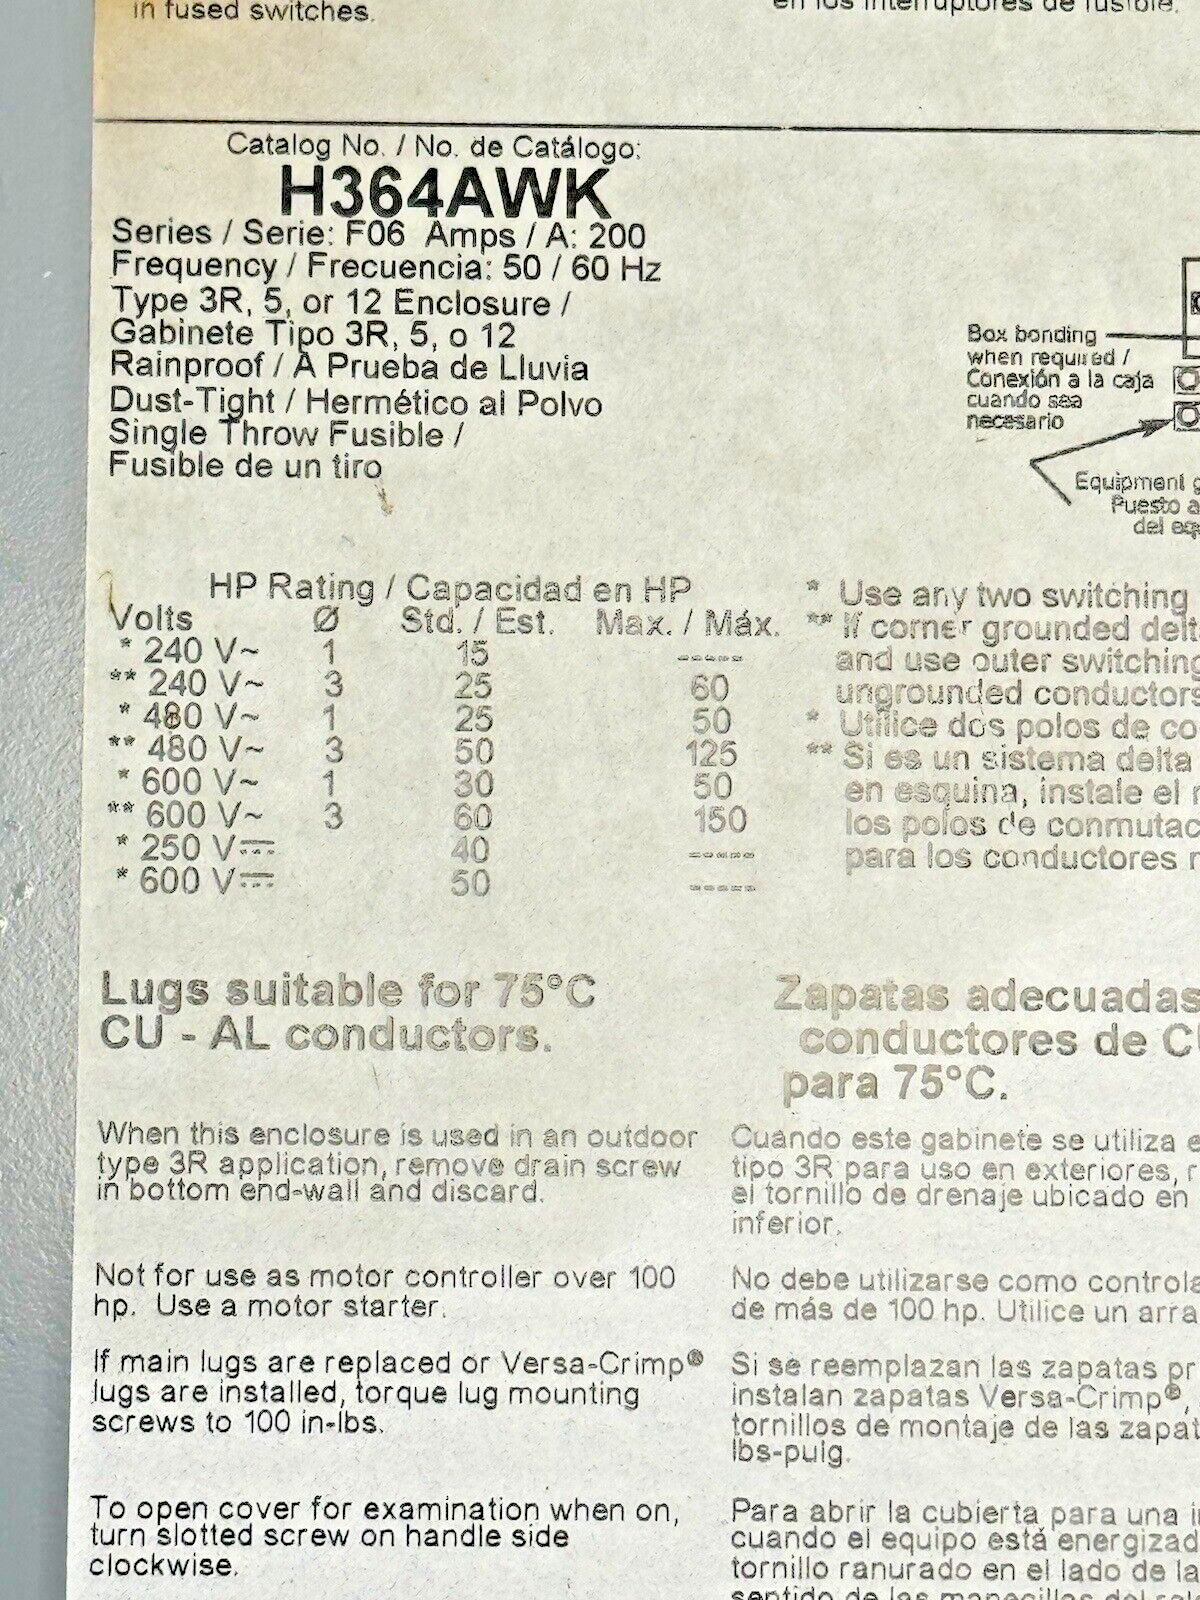 in fused switches.
en los interruptores de fusible.
Catalog No. / No. de Catálogo:
H364AWK
Series / Serie: F06  Amps / A: 200
Frequency / Frecuencia: 50 / 60 Hz
Type 3R, 5, or 12 Enclosure /
Gabinete Tipo 3R, 5, o 12
Rainproof / A Prueba de Lluvia
Dust-Tight / Hermético al Polvo
Single Throw Fusible /
Fusible de un tiro
Box bonding
when required /
Conexión a la caja
cuando sea
necesario
Equipment
Puesto a
del
HP Rating / Capacidad en HP
Volts Ø Std. / Est. Max. / Máx.
* 240 V~ 1 15 -----
** 240 V~ 3 25 60
* 480 V~ 1 25 50
** 480 V~ 3 50 125
* 600 V~ 1 30 50
** 600 V~ 3 60 150
* 250 V⎓ 40 -----
* 600 V⎓ 50 -----
* Use any two switching
** If corner grounded delt
and use outer switching
ungrounded conductors
* Utilice dos polos de co
** Si es un sistema delta
en esquina, instale el
los polos de conmutac
para los conductores
Lugs suitable for 75°C
CU - AL conductors.
Zapatas adecuadas
conductores de CU
para 75°C.
When this enclosure is used in an outdoor
type 3R application, remove drain screw
in bottom end-wall and discard.
Cuando este gabinete se utiliza e
tipo 3R para uso en exteriores, r
el tornillo de drenaje ubicado en
inferior.
Not for use as motor controller over 100
hp.  Use a motor starter.
No debe utilizarse como controla
de más de 100 hp. Utilice un arra
If main lugs are replaced or Versa-Crimp®
lugs are installed, torque lug mounting
screws to 100 in-lbs.
Si se reemplazan las zapatas pr
instalan zapatas Versa-Crimp®,
tornillos de montaje de las zapat
lbs-pulg.
To open cover for examination when on,
turn slotted screw on handle side
clockwise.
Para abrir la cubierta para una i
cuando el equipo está energizad
tornillo ranurado en el lado de la
sentido de las manecillas del